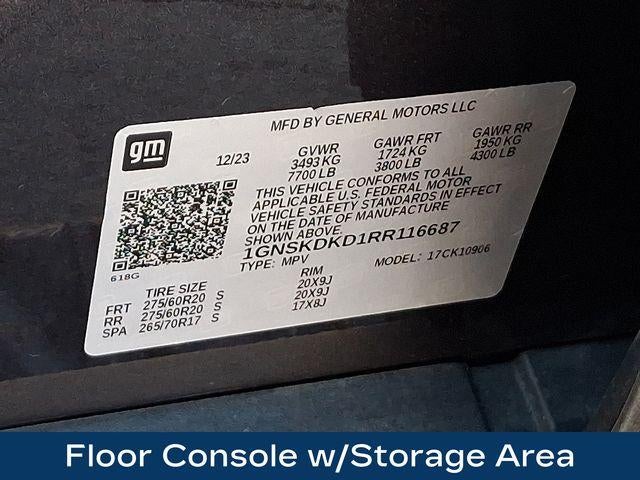 MFD BY GENERAL MOTORS LLC
gm
12/23 GVWR GAWR FRT GAWR RR
3493 KG 1724 KG 1950 KG
7700 LB 3800 LB 4300 LB
THIS VEHICLE CONFORMS TO ALL
APPLICABLE U.S. FEDERAL MOTOR
VEHICLE SAFETY STANDARDS IN EFFECT
ON THE DATE OF MANUFACTURE
SHOWN ABOVE.
1GNSKDKD1RR116687
618G
TYPE: MPV MODEL: 17CK10906
TIRE SIZE RIM
FRT 275/60R20 S 20X9J
RR 275/60R20 S 20X9J
SPA 265/70R17 S 17X8J
Floor Console w/Storage Area